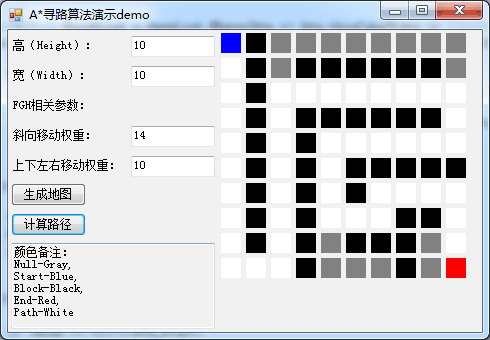 A*寻路算法演示demo
高（Height）：
10
宽（Width）：
10
FGH相关参数：
斜向移动权重：
14
上下左右移动权重：
10
生成地图
计算路径
颜色备注：
Null-Gray,
Start-Blue,
Block-Black,
End-Red,
Path-White